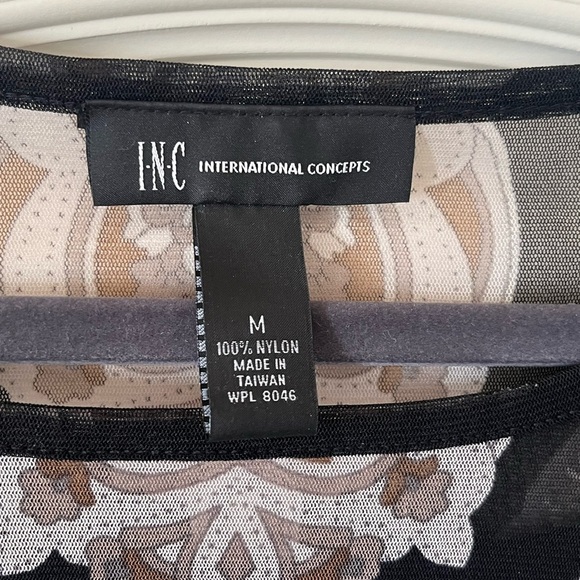 I·N·C INTERNATIONAL CONCEPTS
M
100% NYLON
MADE IN
TAIWAN
WPL 8046